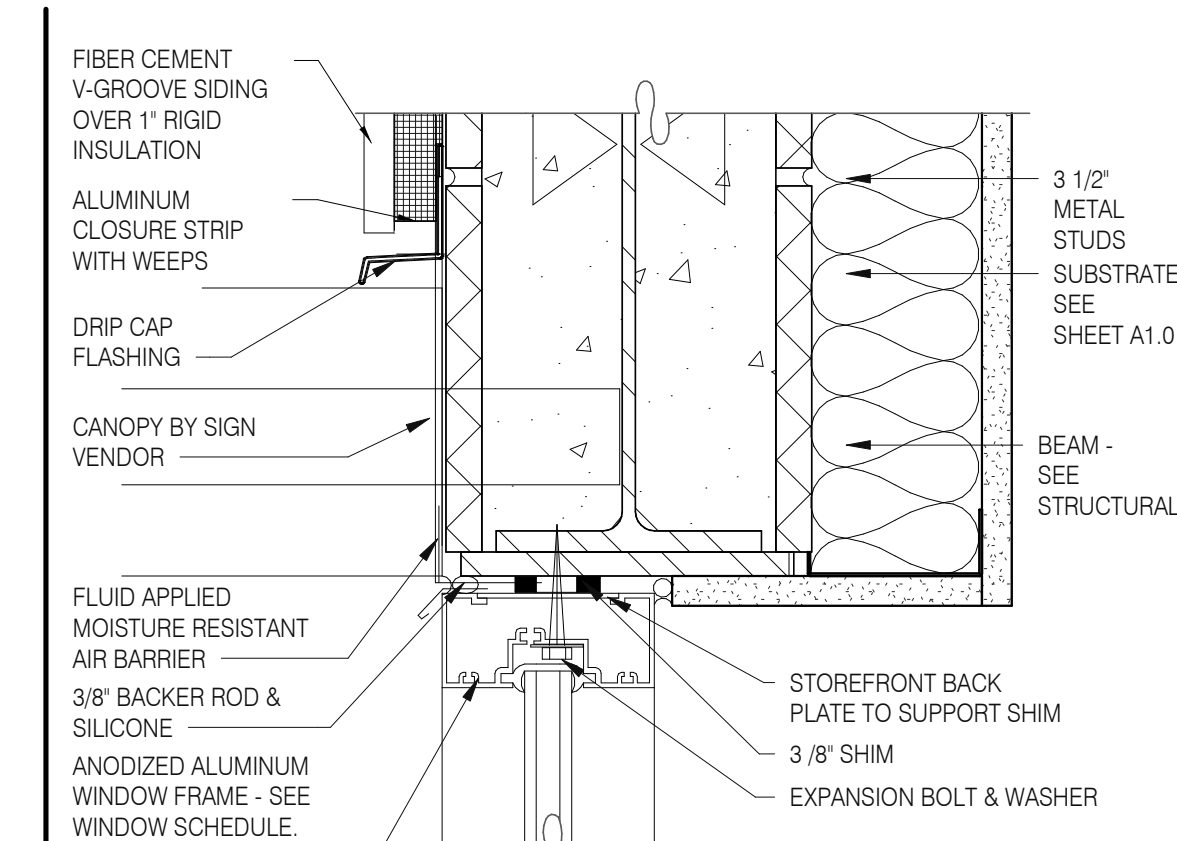 FIBER CEMENT
V-GROOVE SIDING
OVER 1" RIGID
INSULATION
ALUMINUM
CLOSURE STRIP
WITH WEEPS
DRIP CAP
FLASHING
CANOPY BY SIGN
VENDOR
FLUID APPLIED
MOISTURE RESISTANT
AIR BARRIER
3/8" BACKER ROD &
SILICONE
ANODIZED ALUMINUM
WINDOW FRAME - SEE
WINDOW SCHEDULE.
3 1/2"
METAL
STUDS
SUBSTRATE
SEE
SHEET A1.0
BEAM -
SEE
STRUCTURAL
STOREFRONT BACK
PLATE TO SUPPORT SHIM
3 /8" SHIM
EXPANSION BOLT & WASHER